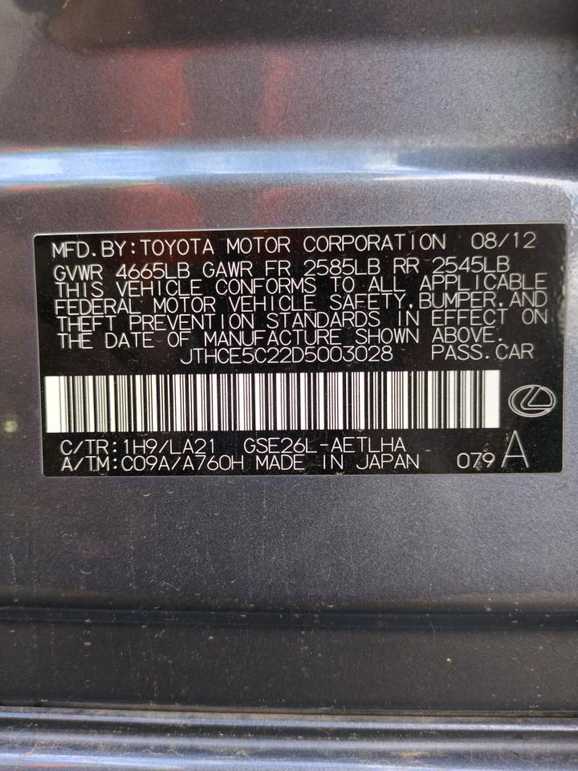 MFD.BY:TOYOTA MOTOR CORPORATION 08/12
GVWR 4665LB GAWR FR 2585LB RR 2545LB
THIS VEHICLE CONFORMS TO ALL APPLICABLE
FEDERAL MOTOR VEHICLE SAFETY,BUMPER,AND
THEFT PREVENTION STANDARDS IN EFFECT ON
THE DATE OF MANUFACTURE SHOWN ABOVE.
JTHCE5C22D5003028 PASS.CAR
C/TR:1H9/LA21 GSE26L-AETLHA
A/TM:C09A/A760H MADE IN JAPAN 079 A